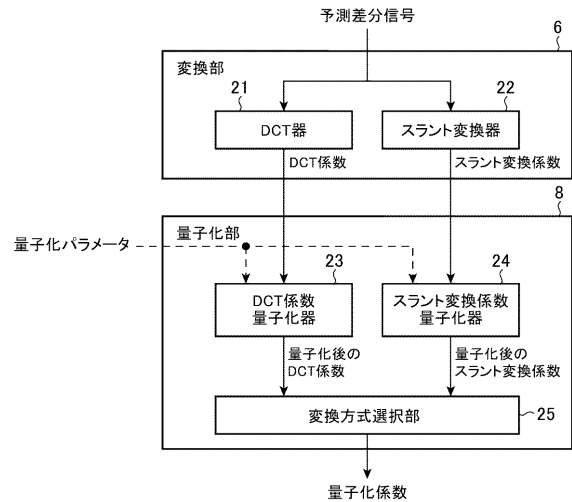 予測差分信号
6
変換部
21
22
DCT器
スラント変換器
DCT係数
スラント変換係数
8
量子化部
量子化パラメータ
23
24
DCT係数
量子化器
スラント変換係数
量子化器
量子化後の
DCT係数
量子化後の
スラント変換係数
変換方式選択部
25
量子化係数